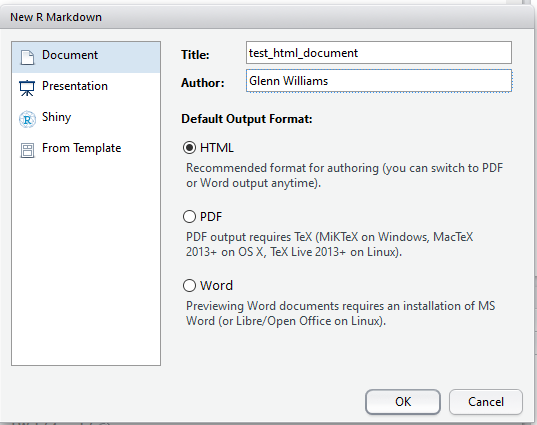 New R Markdown
Document
Presentation
Shiny
From Template
Title:
test_html_document
Author:
Glenn Williams
Default Output Format:
HTML
Recommended format for authoring (you can switch to PDF
or Word output anytime).
PDF
PDF output requires TeX (MiKTeX on Windows, MacTeX
2013+ on OS X, TeX Live 2013+ on Linux).
Word
Previewing Word documents requires an installation of MS
Word (or Libre/Open Office on Linux).
OK
Cancel